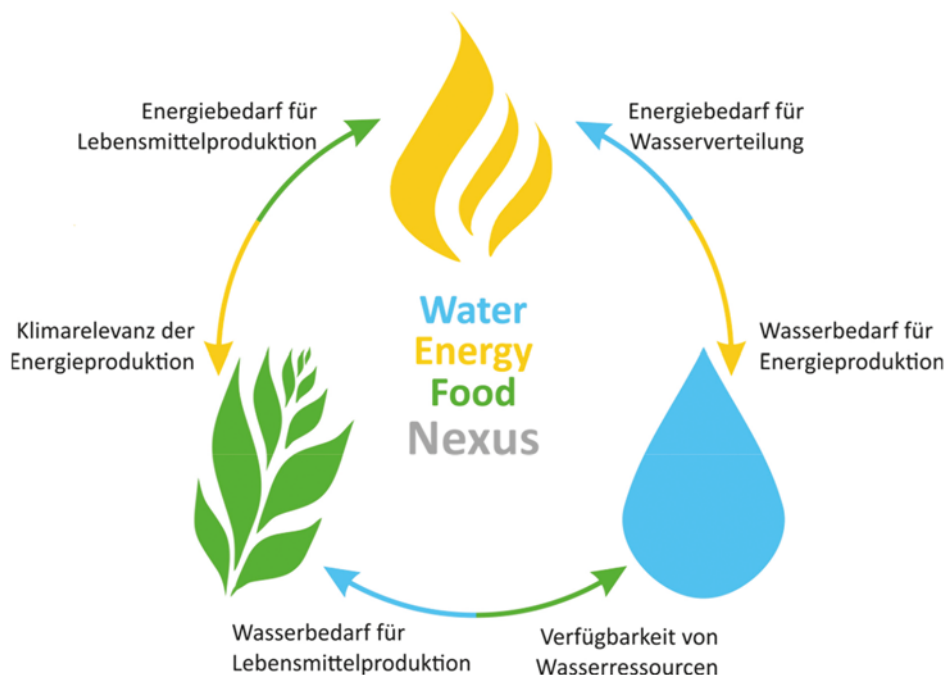 Energiebedarf für
Lebensmittelproduktion
Energiebedarf für
Wasserverteilung
Klimarelevanz der
Energieproduktion
Water
Energy
Food
Nexus
Wasserbedarf für
Energieproduktion
Wasserbedarf für
Lebensmittelproduktion
Verfügbarkeit von
Wasserressourcen